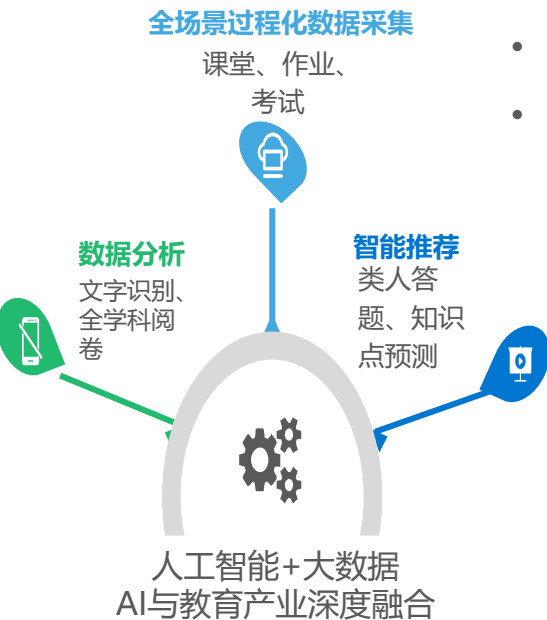 全场景过程化数据采集
课堂、作业、
考试
数据分析
文字识别、
全学科阅
卷
智能推荐
类人答
题、知识
点预测
人工智能+大数据
AI与教育产业深度融合